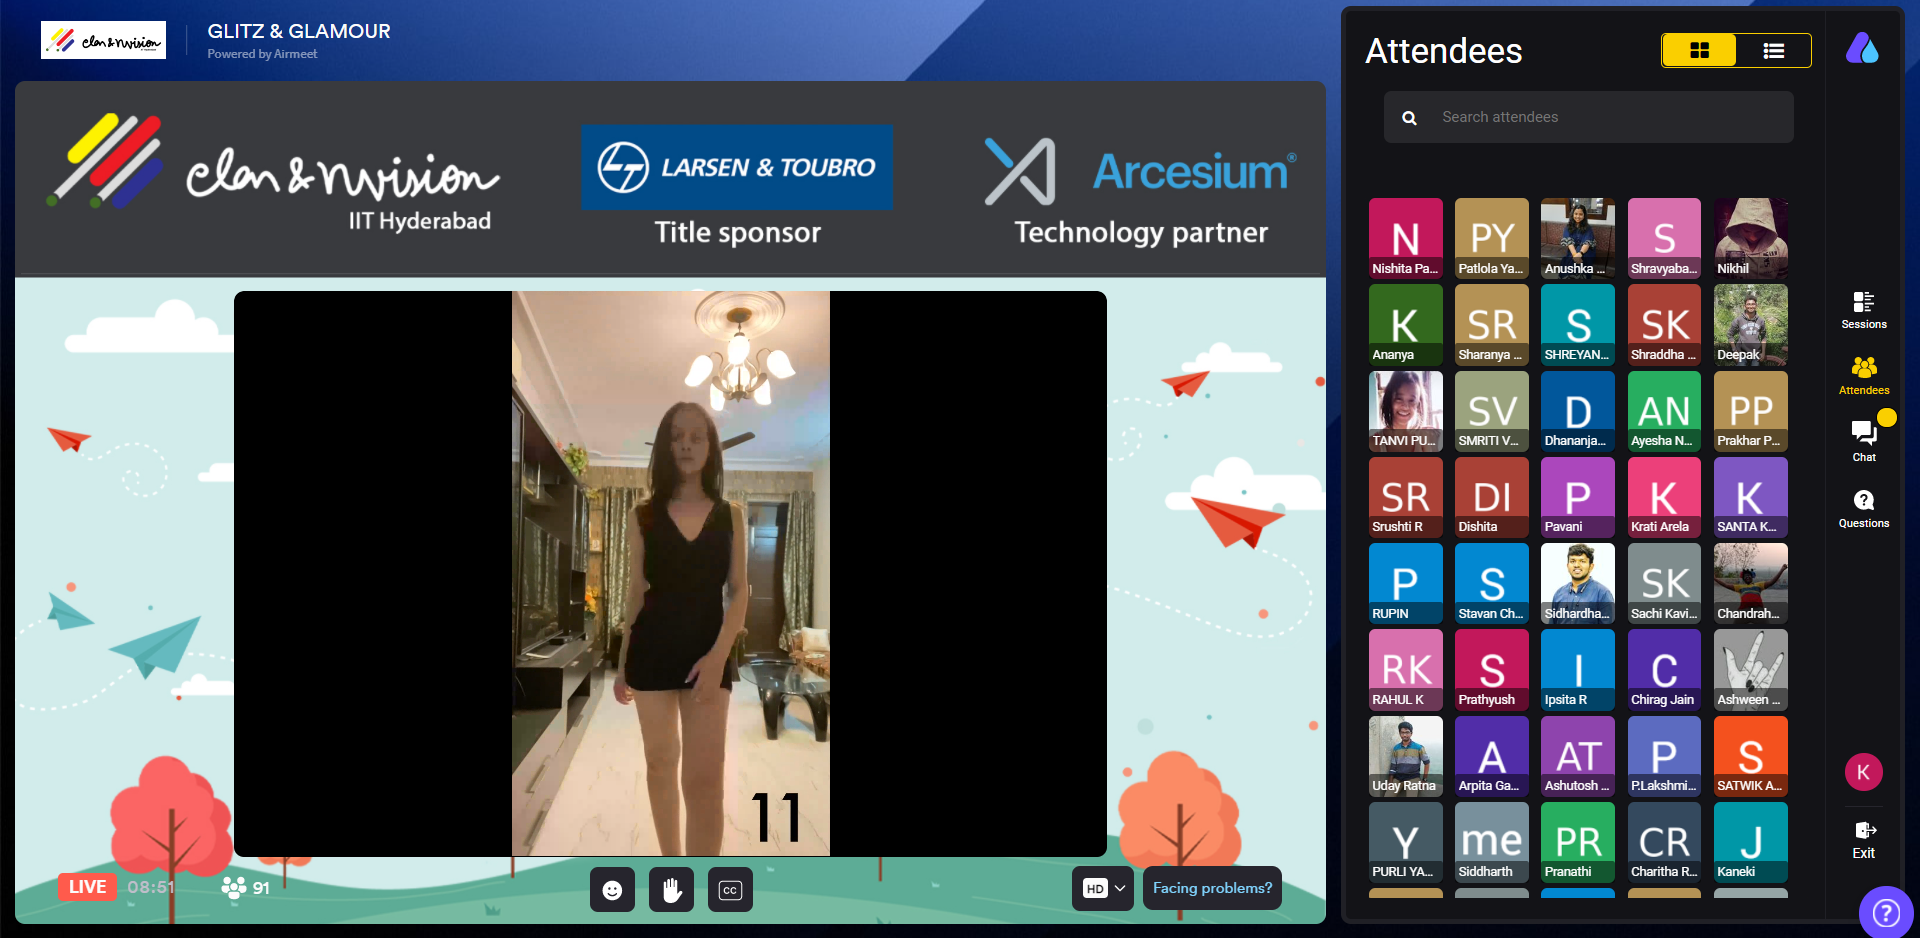 elan & nvision
GLITZ & GLAMOUR
Powered by Airmeet
elan & nvision
IIT Hyderabad
LARSEN & TOUBRO
Title sponsor
Arcesium®
Technology partner
11
LIVE 08:51 91
CC
HD
Facing problems?
Attendees
Search attendees
N PY S
Nishita Pa... Patlola Ya... Anushka ... Shravyaba... Nikhil
K SR S SK
Ananya Sharanya ... SHREYAN... Shraddha ... Deepak
SV D AN PP
TANVI PU... SMRITI V... Dhananja... Ayesha N... Prakhar P...
SR DI P K K
Srushti R Dishita Pavani Krati Arela SANTA K...
P S SK
RUPIN Stavan Ch... Sidhardha... Sachi Kavi... Chandrah...
RK S I C
RAHUL K Prathyush Ipsita R Chirag Jain Ashween ...
A AT P S
Uday Ratna Arpita Ga... Ashutosh ... P.Lakshmi... SATWIK A...
Y me PR CR J
PURLI YA... Siddharth Pranathi Charitha R... Kaneki
Sessions
Attendees
Chat
?
Questions
K
Exit
?